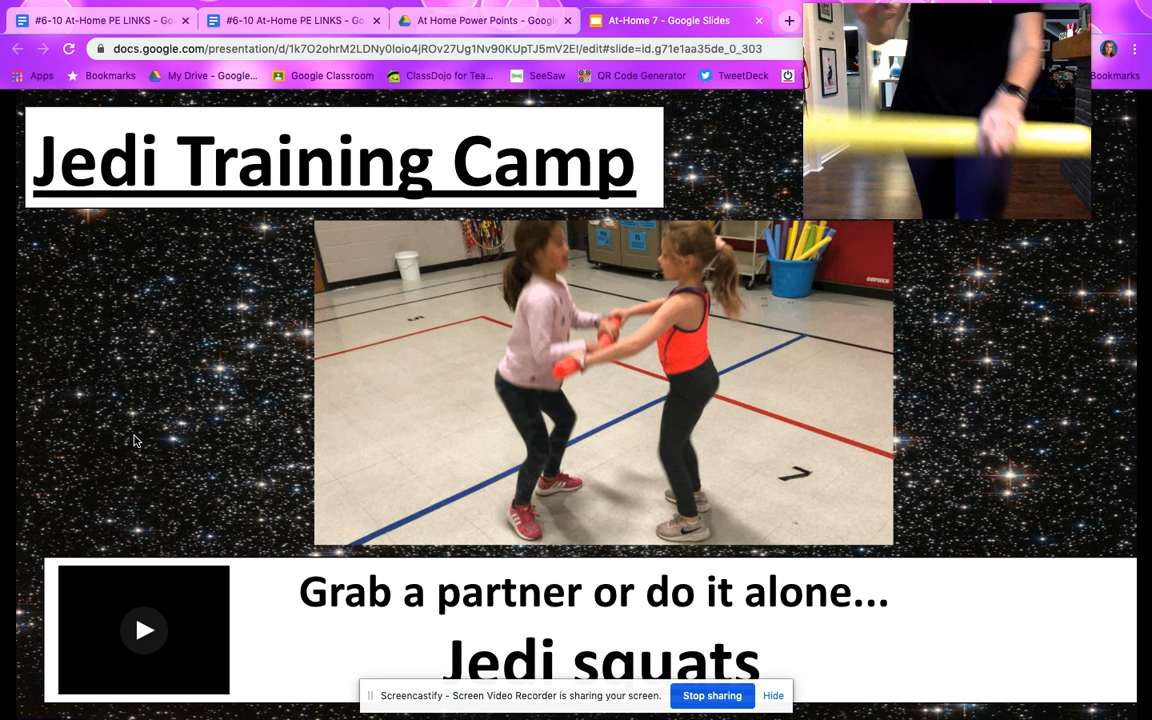 #6-10 At-Home PE LINKS - Go
#6-10 At-Home PE LINKS - Go
At Home Power Points - Google
At-Home 7 - Google Slides
docs.google.com/presentation/d/1k7O2ohrM2LDNy0loio4jROv27Ug1Nv90KUpTJ5mV2EI/edit#slide=id.g71e1aa35de_0_303
Apps
Bookmarks
My Drive - Google...
Google Classroom
ClassDojo for Tea...
SeeSaw
QR Code Generator
TweetDeck
Bookmarks
Jedi Training Camp
Grab a partner or do it alone...
Jedi squats
Screencastify - Screen Video Recorder is sharing your screen.
Stop sharing
Hide